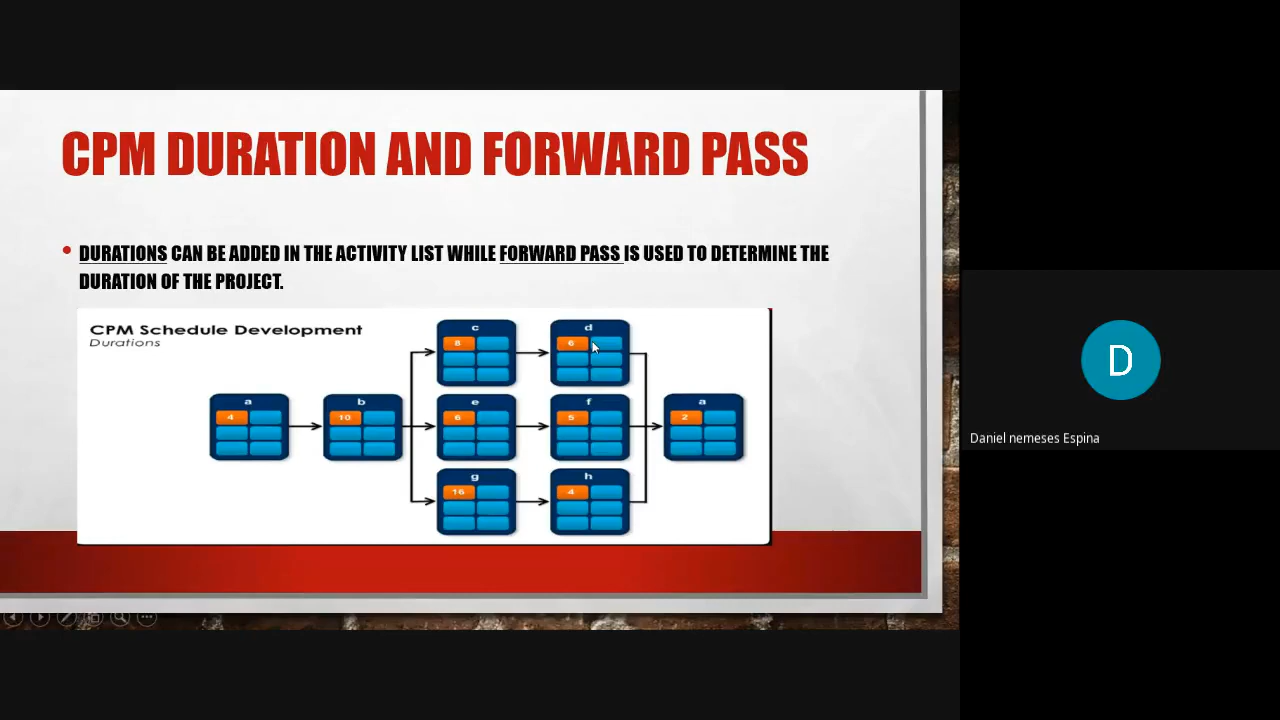 CPM DURATION AND FORWARD PASS
• DURATIONS CAN BE ADDED IN THE ACTIVITY LIST WHILE FORWARD PASS IS USED TO DETERMINE THE
DURATION OF THE PROJECT.
CPM Schedule Development
Durations
c
8
d
6
a
4
b
10
e
6
f
5
a
2
g
16
h
4
D
Daniel nemeses Espina